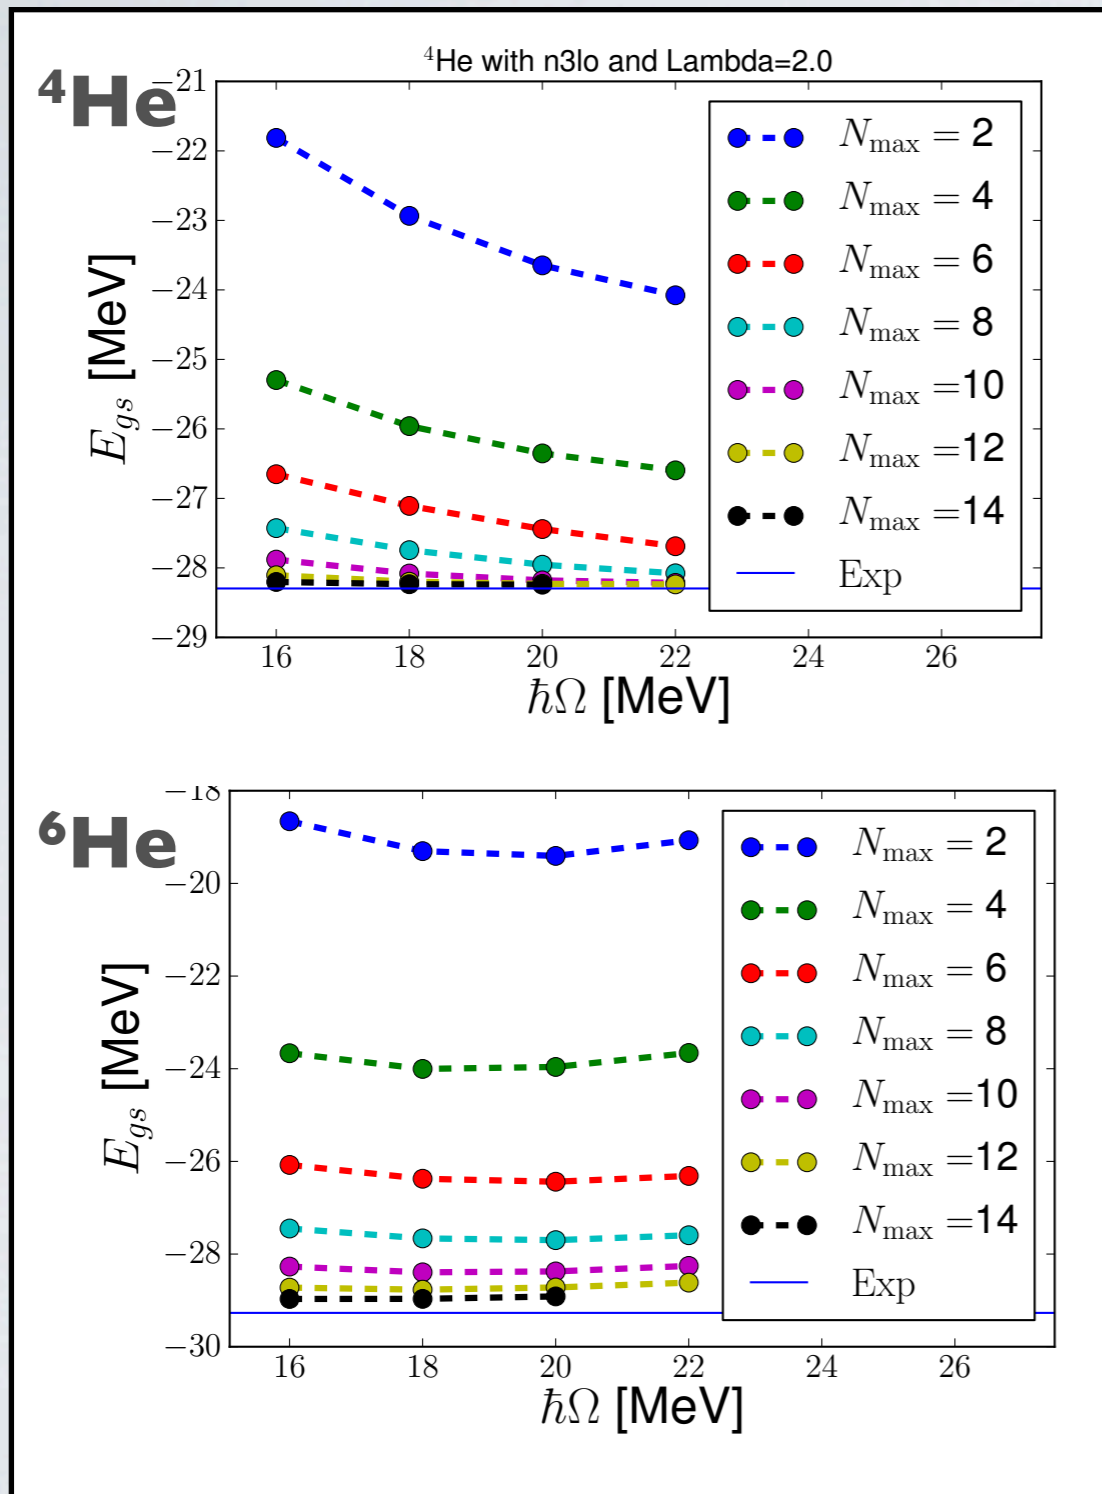 ⁴He with n3lo and Lambda=2.0
⁴He
−21
−22
−23
−24
−25
−26
−27
−28
−29
E_gs [MeV]
N_max = 2
N_max = 4
N_max = 6
N_max = 8
N_max =10
N_max =12
N_max =14
Exp
16 18 20 22 24 26
ħΩ [MeV]
⁶He
−18
−20
−22
−24
−26
−28
−30
E_gs [MeV]
N_max = 2
N_max = 4
N_max = 6
N_max = 8
N_max =10
N_max =12
N_max =14
Exp
16 18 20 22 24 26
ħΩ [MeV]